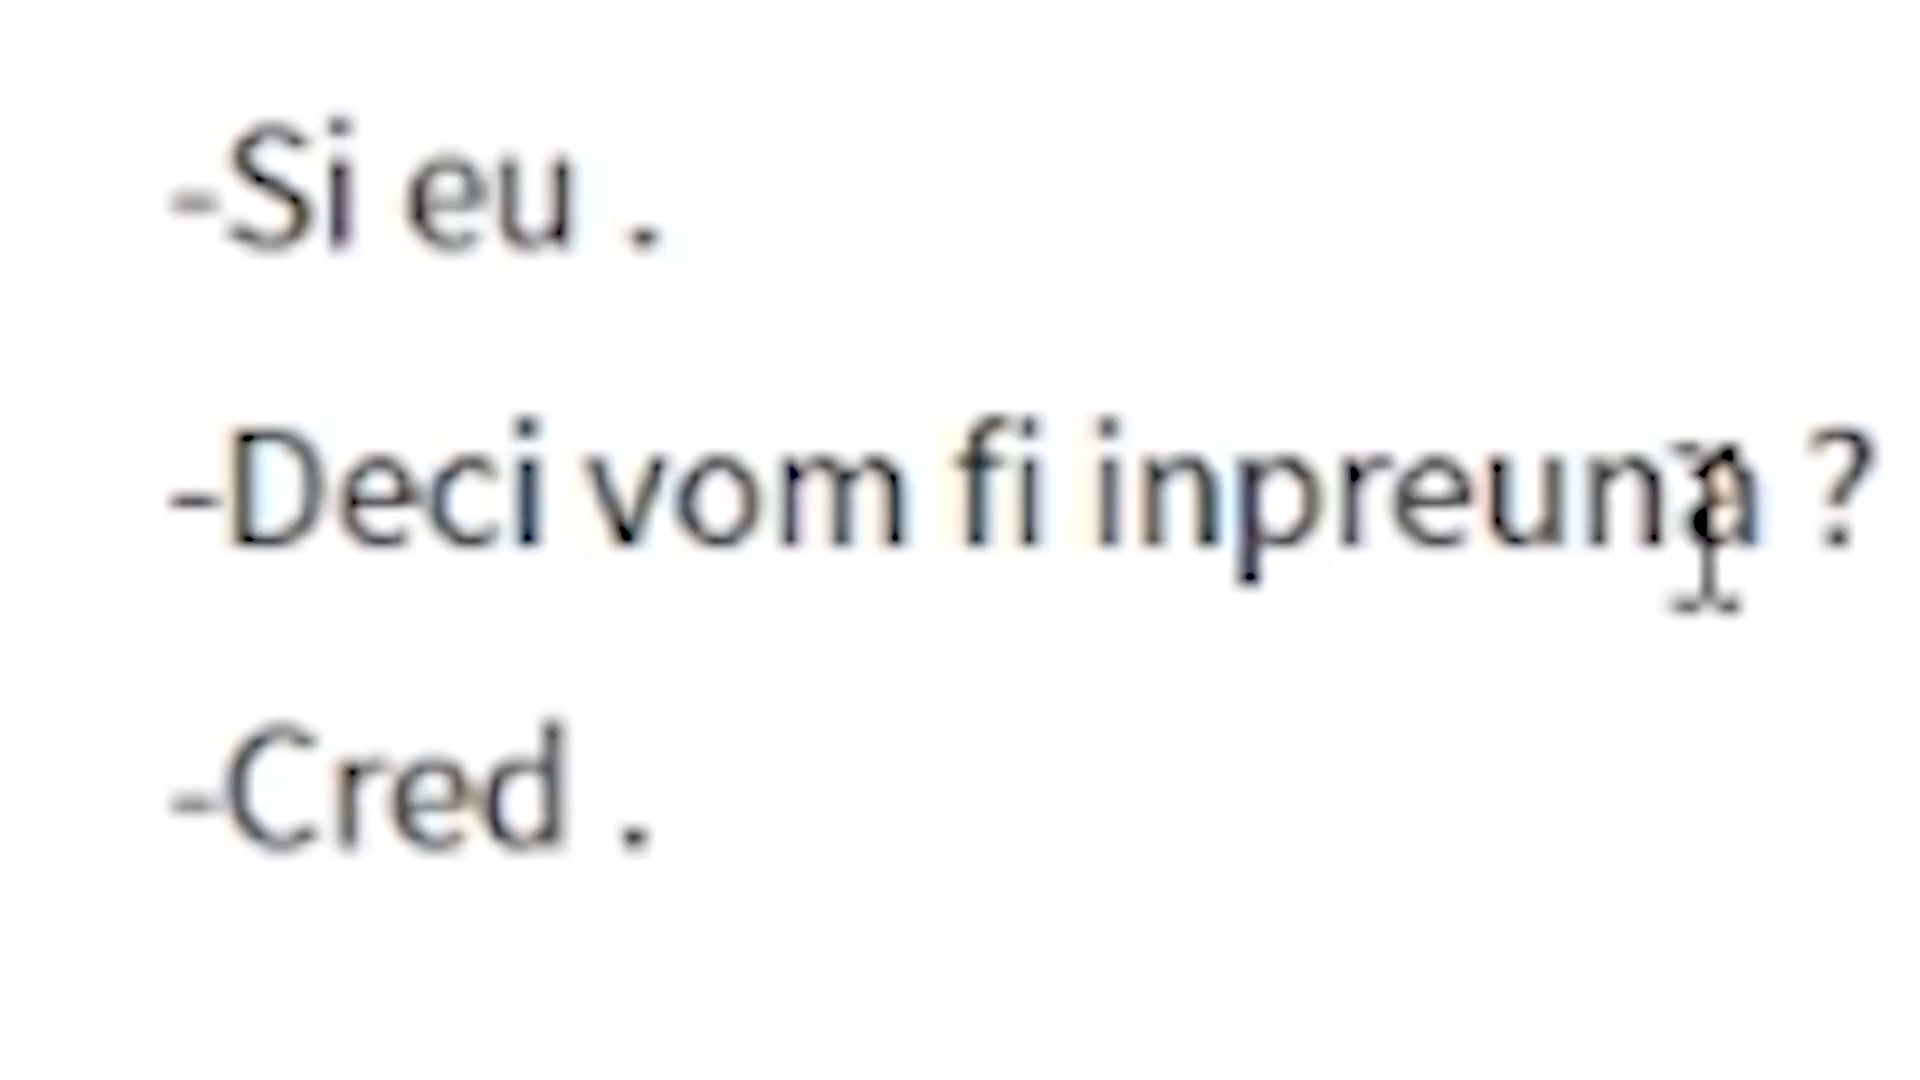 -Si eu .
-Deci vom fi inpreuna ?
-Cred .